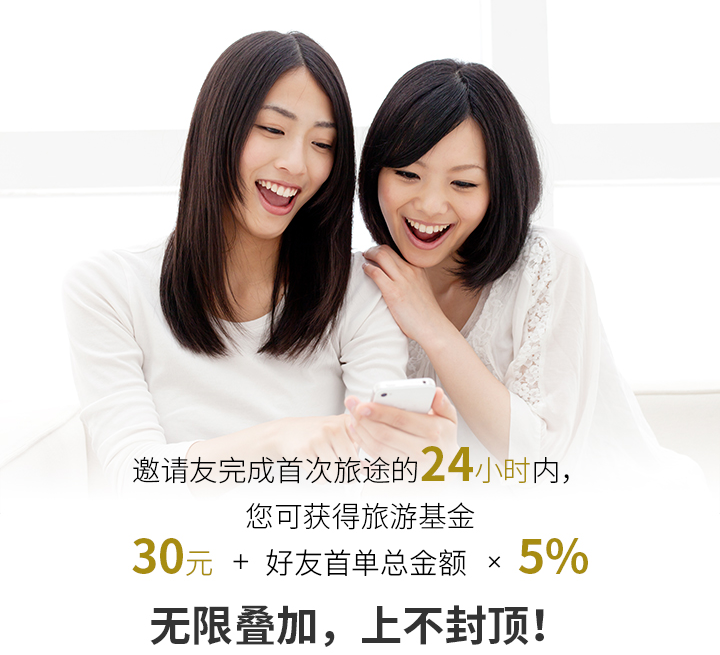 邀请友完成首次旅途的24小时内，
您可获得旅游基金
30元 + 好友首单总金额 × 5%
无限叠加，上不封顶！